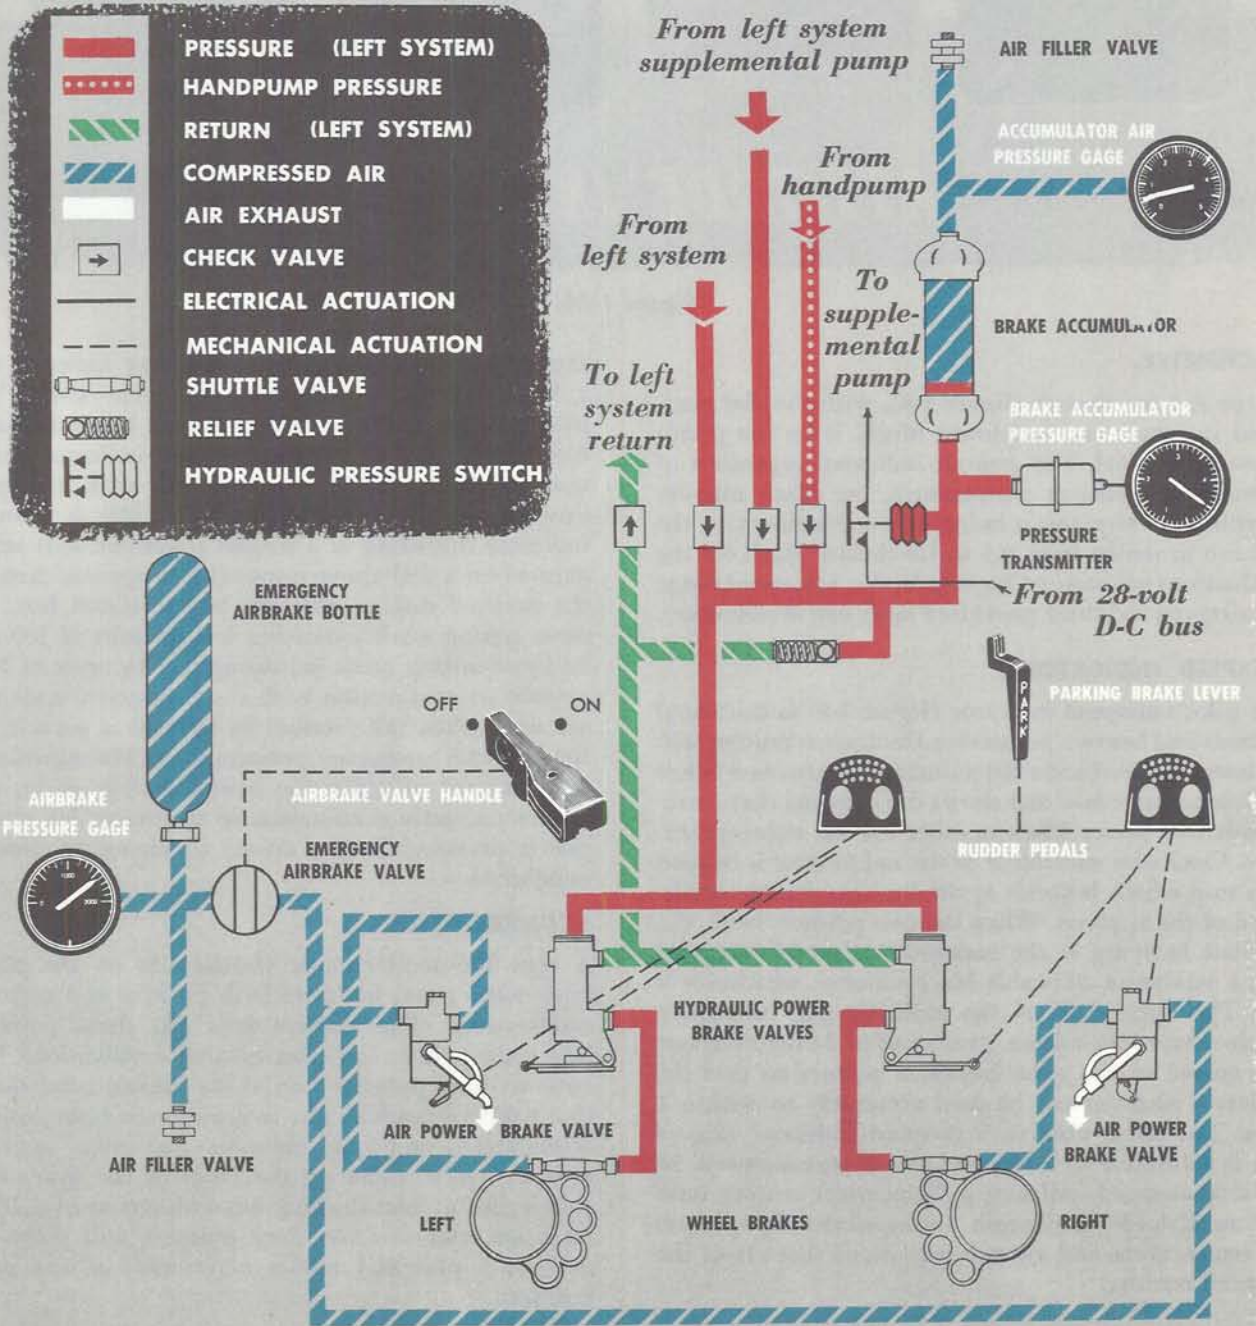 PRESSURE (LEFT SYSTEM)
HANDPUMP PRESSURE
RETURN (LEFT SYSTEM)
COMPRESSED AIR
AIR EXHAUST
CHECK VALVE
ELECTRICAL ACTUATION
MECHANICAL ACTUATION
SHUTTLE VALVE
RELIEF VALVE
HYDRAULIC PRESSURE SWITCH
From left system
supplemental pump
From
handpump
From
left system
To
supple-
mental
pump
To left
system
return
AIR FILLER VALVE
ACCUMULATOR AIR
PRESSURE GAGE
BRAKE ACCUMULATOR
BRAKE ACCUMULATOR
PRESSURE GAGE
PRESSURE
TRANSMITTER
From 28-volt
D-C bus
EMERGENCY
AIRBRAKE BOTTLE
OFF
ON
PARK
PARKING BRAKE LEVER
AIRBRAKE
PRESSURE GAGE
AIRBRAKE VALVE HANDLE
EMERGENCY
AIRBRAKE VALVE
RUDDER PEDALS
HYDRAULIC POWER
BRAKE VALVES
AIR POWER BRAKE VALVE
AIR POWER
BRAKE VALVE
AIR FILLER VALVE
LEFT
WHEEL BRAKES
RIGHT